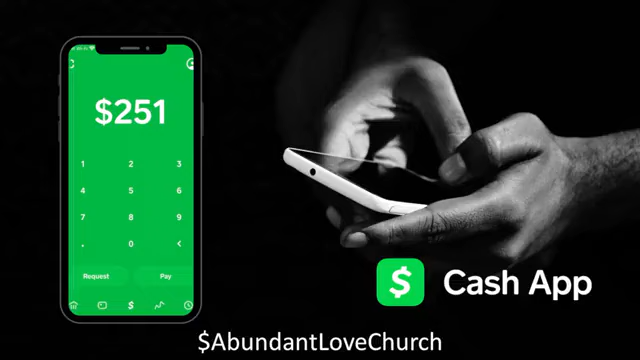 $251
1 2 3
4 5 6
7 8 9
. 0 <
Request Pay
$
$ Cash App
$AbundantLoveChurch